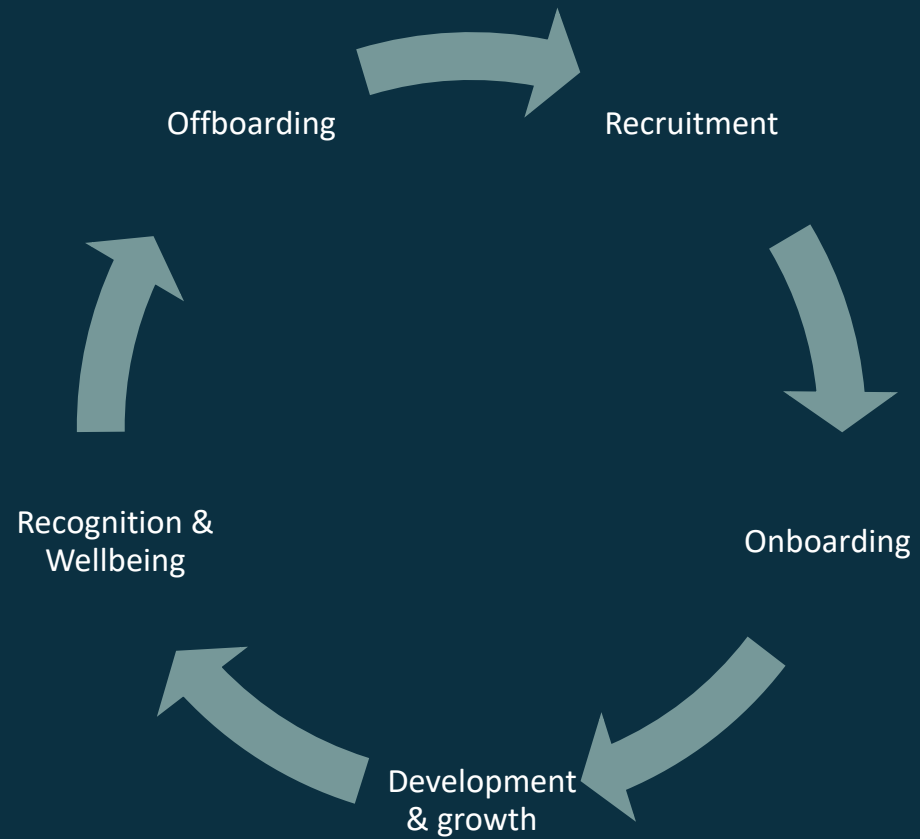 Offboarding
Recruitment
Recognition &
Wellbeing
Onboarding
Development
& growth